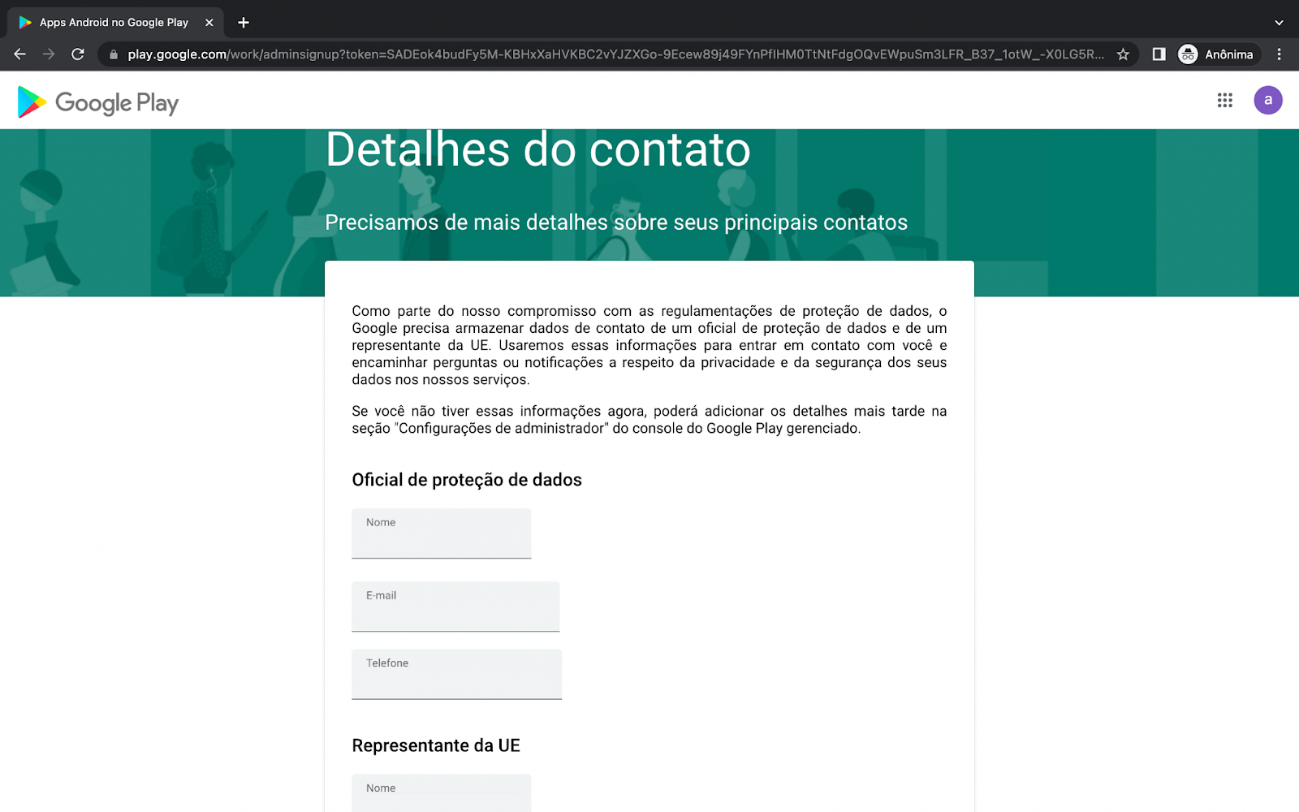 Apps Android no Google Play
play.google.com/work/adminsignup?token=SADEok4budFy5M-KBHxXaHVKBC2vYJZXGo-9Ecew89j49FYnPfIHM0TtNtFdgOQvEWpuSm3LFR_B37_1otW_-X0LG5R...
Anônima
Google Play
a
Detalhes do contato
Precisamos de mais detalhes sobre seus principais contatos
Como parte do nosso compromisso com as regulamentações de proteção de dados, o
Google precisa armazenar dados de contato de um oficial de proteção de dados e de um
representante da UE. Usaremos essas informações para entrar em contato com você e
encaminhar perguntas ou notificações a respeito da privacidade e da segurança dos seus
dados nos nossos serviços.
Se você não tiver essas informações agora, poderá adicionar os detalhes mais tarde na
seção "Configurações de administrador" do console do Google Play gerenciado.
Oficial de proteção de dados
Nome
E-mail
Telefone
Representante da UE
Nome